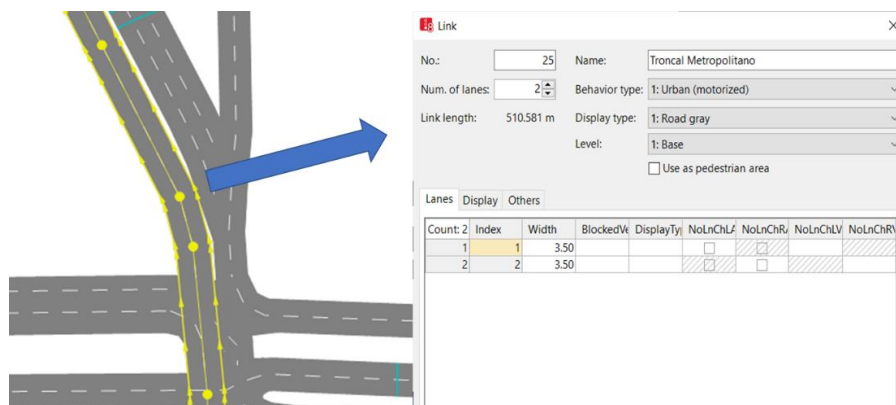 Link
No.: 25 Name: Troncal Metropolitano
Num. of lanes: 2 Behavior type: 1: Urban (motorized)
Link length: 510.581 m Display type: 1: Road gray
Level: 1: Base
Use as pedestrian area
Lanes Display Others
Count: 2 Index Width BlockedVe DisplayTy NoLnChLA NoLnChRA NoLnChLV NoLnChRV
1 1 3.50
2 2 3.50